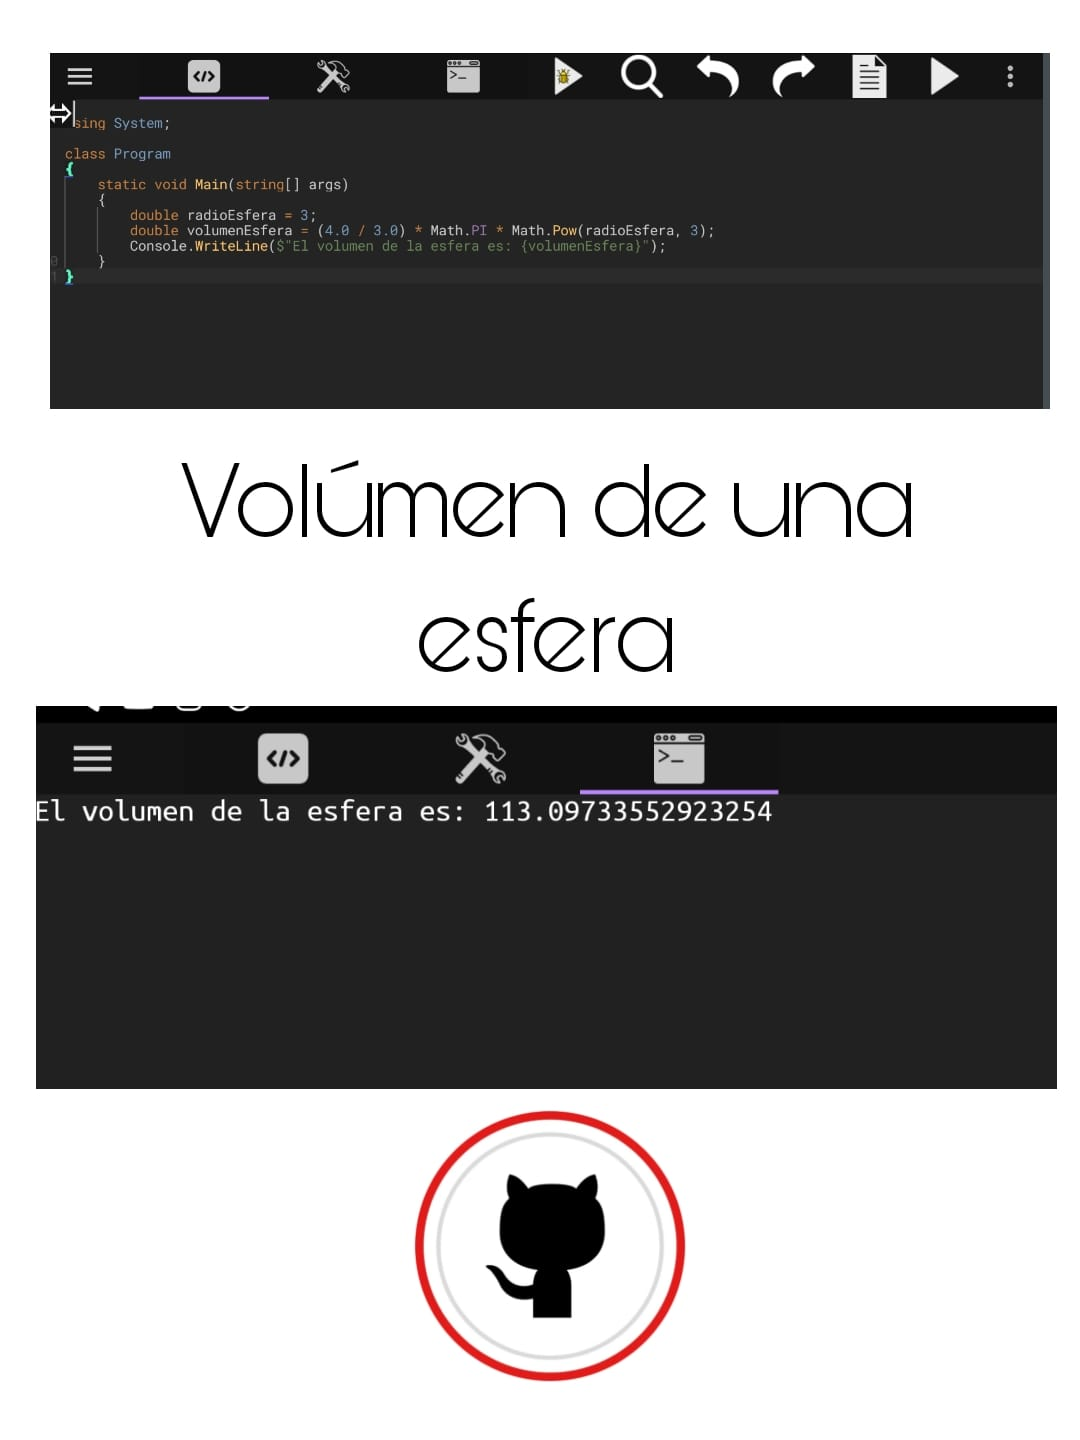 sing System;
class Program
{
static void Main(string[] args)
{
double radioEsfera = 3;
double volumenEsfera = (4.0 / 3.0) * Math.PI * Math.Pow(radioEsfera, 3);
Console.WriteLine($"El volumen de la esfera es: {volumenEsfera}");
}
}
Volúmen de una
esfera
El volumen de la esfera es: 113.09733552923254